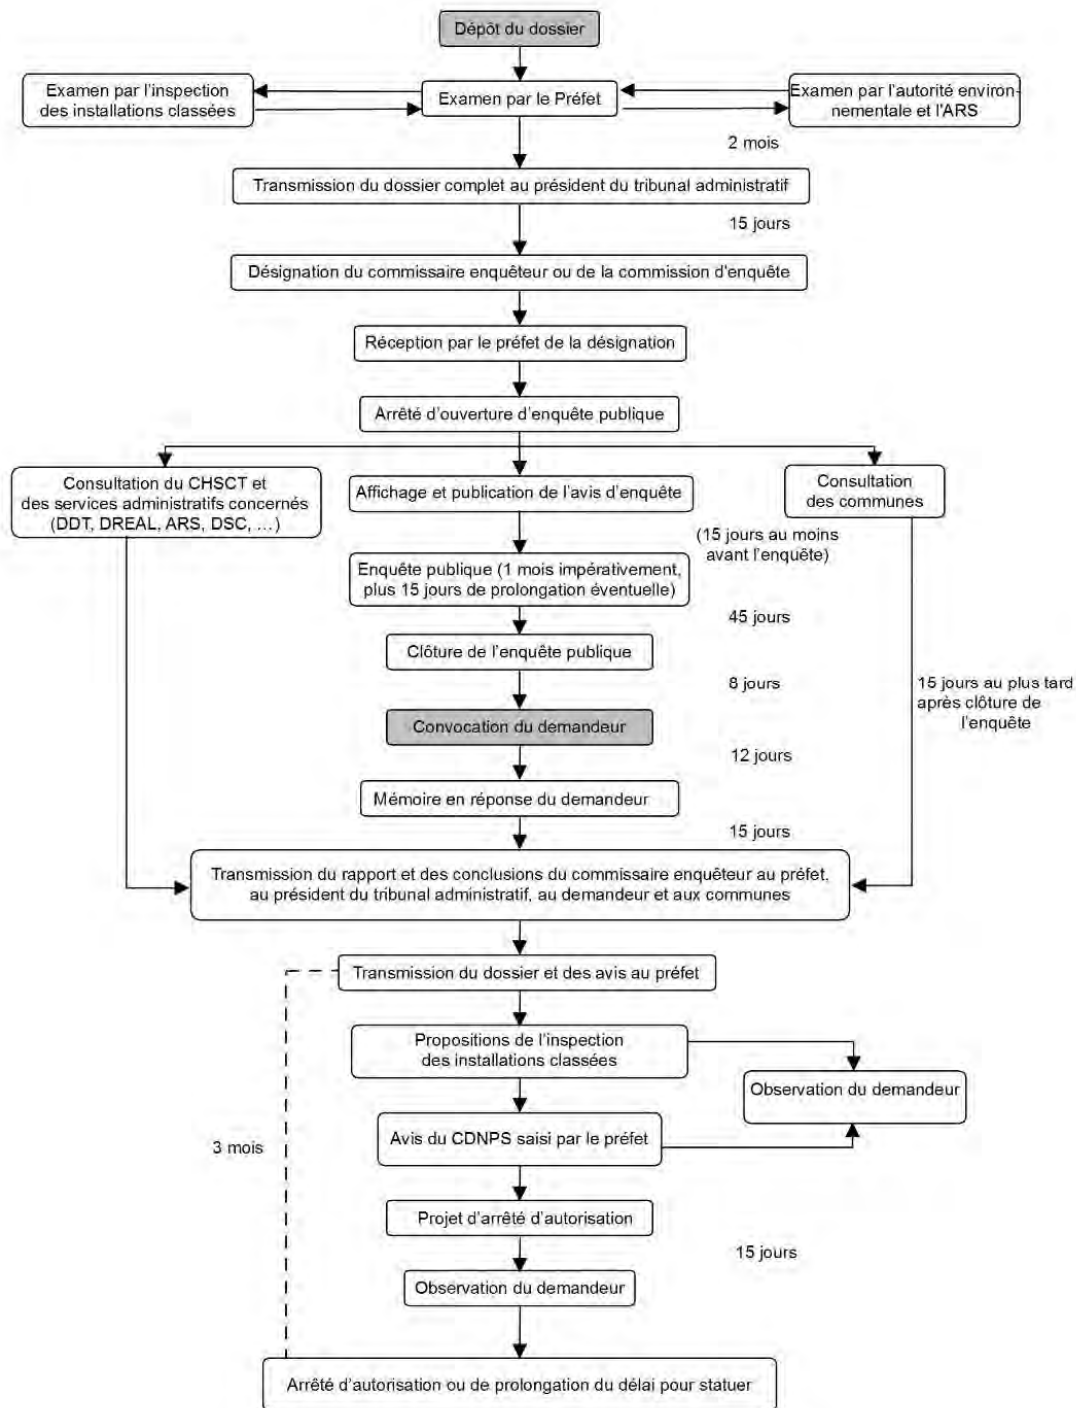 Dépôt du dossier
Examen par l'inspection
des installations classées
Examen par le Préfet
Examen par l'autorité environ-
nementale et l'ARS
2 mois
Transmission du dossier complet au président du tribunal administratif
15 jours
Désignation du commissaire enquêteur ou de la commission d'enquête
Réception par le préfet de la désignation
Arrêté d'ouverture d'enquête publique
Consultation du CHSCT et
des services administratifs concernés
(DDT, DREAL, ARS, DSC, …)
Affichage et publication de l'avis d'enquête
Consultation
des communes
(15 jours au moins
avant l'enquête)
Enquête publique (1 mois impérativement,
plus 15 jours de prolongation éventuelle)
45 jours
Clôture de l'enquête publique
8 jours
15 jours au plus tard
après clôture de
l'enquête
Convocation du demandeur
12 jours
Mémoire en réponse du demandeur
15 jours
Transmission du rapport et des conclusions du commissaire enquêteur au préfet,
au président du tribunal administratif, au demandeur et aux communes
Transmission du dossier et des avis au préfet
Propositions de l'inspection
des installations classées
Observation du demandeur
Avis du CDNPS saisi par le préfet
3 mois
Projet d'arrêté d'autorisation
15 jours
Observation du demandeur
Arrêté d'autorisation ou de prolongation du délai pour statuer